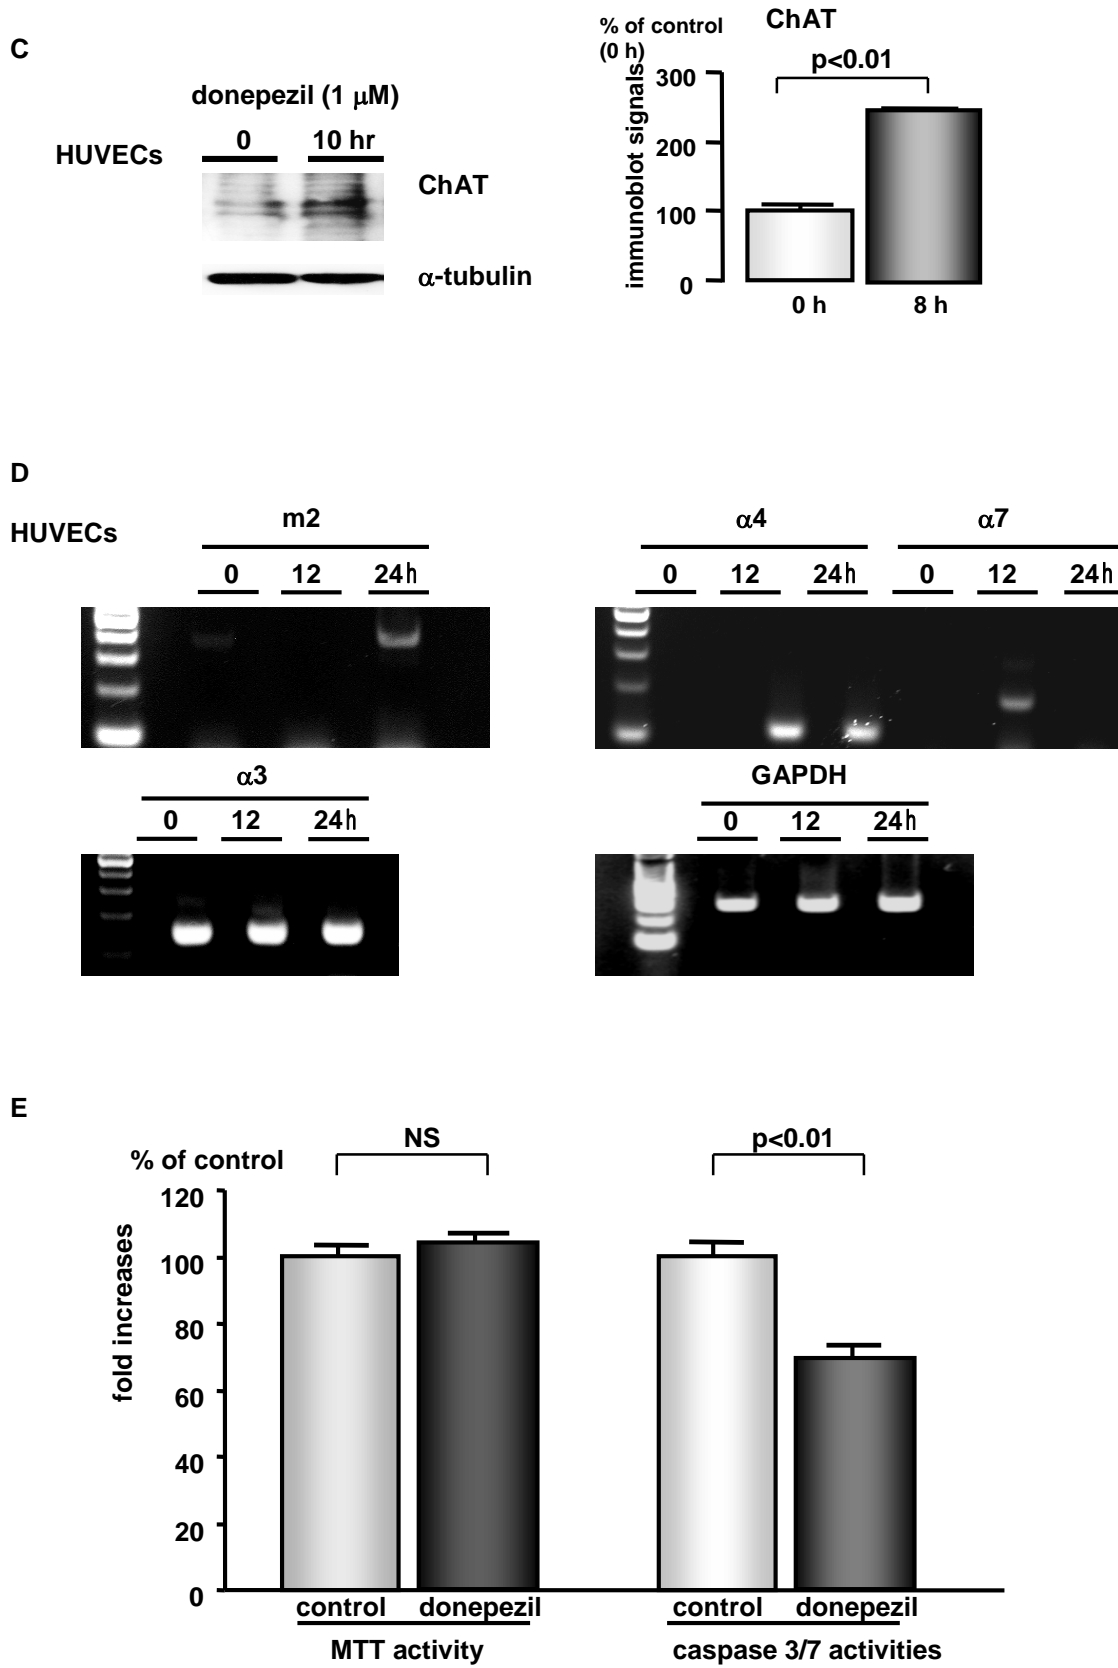 C
donepezil (1 μM)
0 10 hr
HUVECs
ChAT
α-tubulin
% of control
(0 h)
ChAT
p<0.01
immunoblot signals
300
200
100
0
0 h 8 h
D
HUVECs
m2
0 12 24h
α4 α7
0 12 24h 0 12 24h
α3
0 12 24h
GAPDH
0 12 24h
E
% of control
NS p<0.01
fold increases
120
100
80
60
40
20
0
control donepezil control donepezil
MTT activity caspase 3/7 activities